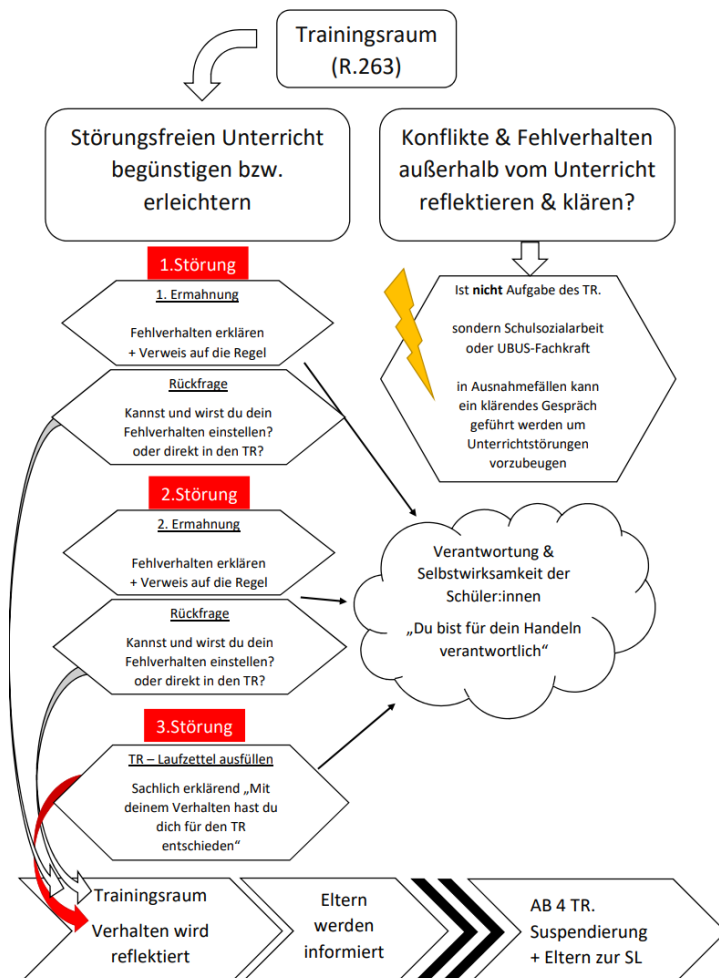 Trainingsraum
(R.263)
Störungsfreien Unterricht
begünstigen bzw.
erleichtern
Konflikte & Fehlverhalten
außerhalb vom Unterricht
reflektieren & klären?
1.Störung
1. Ermahnung
Fehlverhalten erklären
+ Verweis auf die Regel
Rückfrage
Kannst und wirst du dein
Fehlverhalten einstellen?
oder direkt in den TR?
Ist nicht Aufgabe des TR.
sondern Schulsozialarbeit
oder UBUS-Fachkraft
in Ausnahmefällen kann
ein klärendes Gespräch
geführt werden um
Unterrichtstörungen
vorzubeugen
2.Störung
2. Ermahnung
Fehlverhalten erklären
+ Verweis auf die Regel
Rückfrage
Kannst und wirst du dein
Fehlverhalten einstellen?
oder direkt in den TR?
Verantwortung &
Selbstwirksamkeit der
Schüler:innen
„Du bist für dein Handeln
verantwortlich“
3.Störung
TR – Laufzettel ausfüllen
Sachlich erklärend „Mit
deinem Verhalten hast du
dich für den TR
entschieden“
Trainingsraum
Verhalten wird
reflektiert
Eltern
werden
informiert
AB 4 TR.
Suspendierung
+ Eltern zur SL